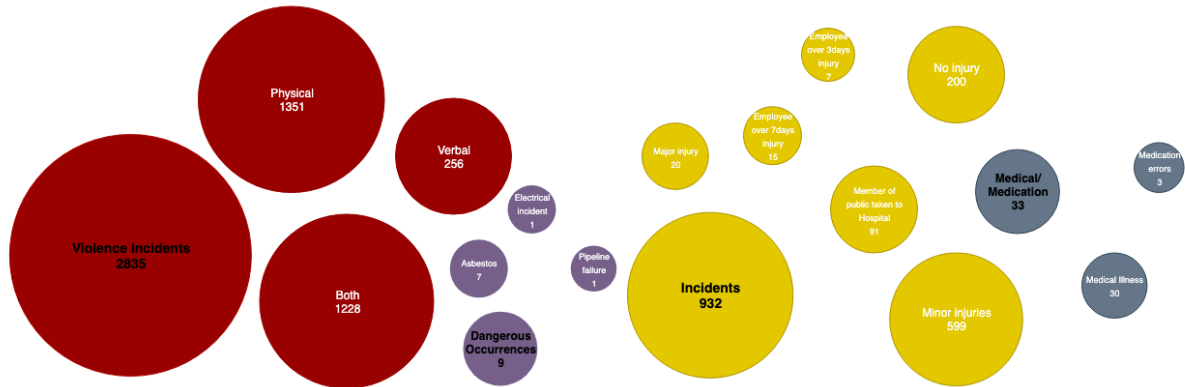 Physical
1351
Verbal
256
Violence Incidents
2835
Both
1228
Electrical
incident
1
Asbestos
7
Pipeline
failure
1
Dangerous
Occurrences
9
Employee
over 3days
injury
7
No injury
200
Employee
over 7days
injury
15
Major injury
20
Member of
public taken to
Hospital
91
Incidents
932
Minor injuries
599
Medical/
Medication
33
Medication
errors
3
Medical Illness
30